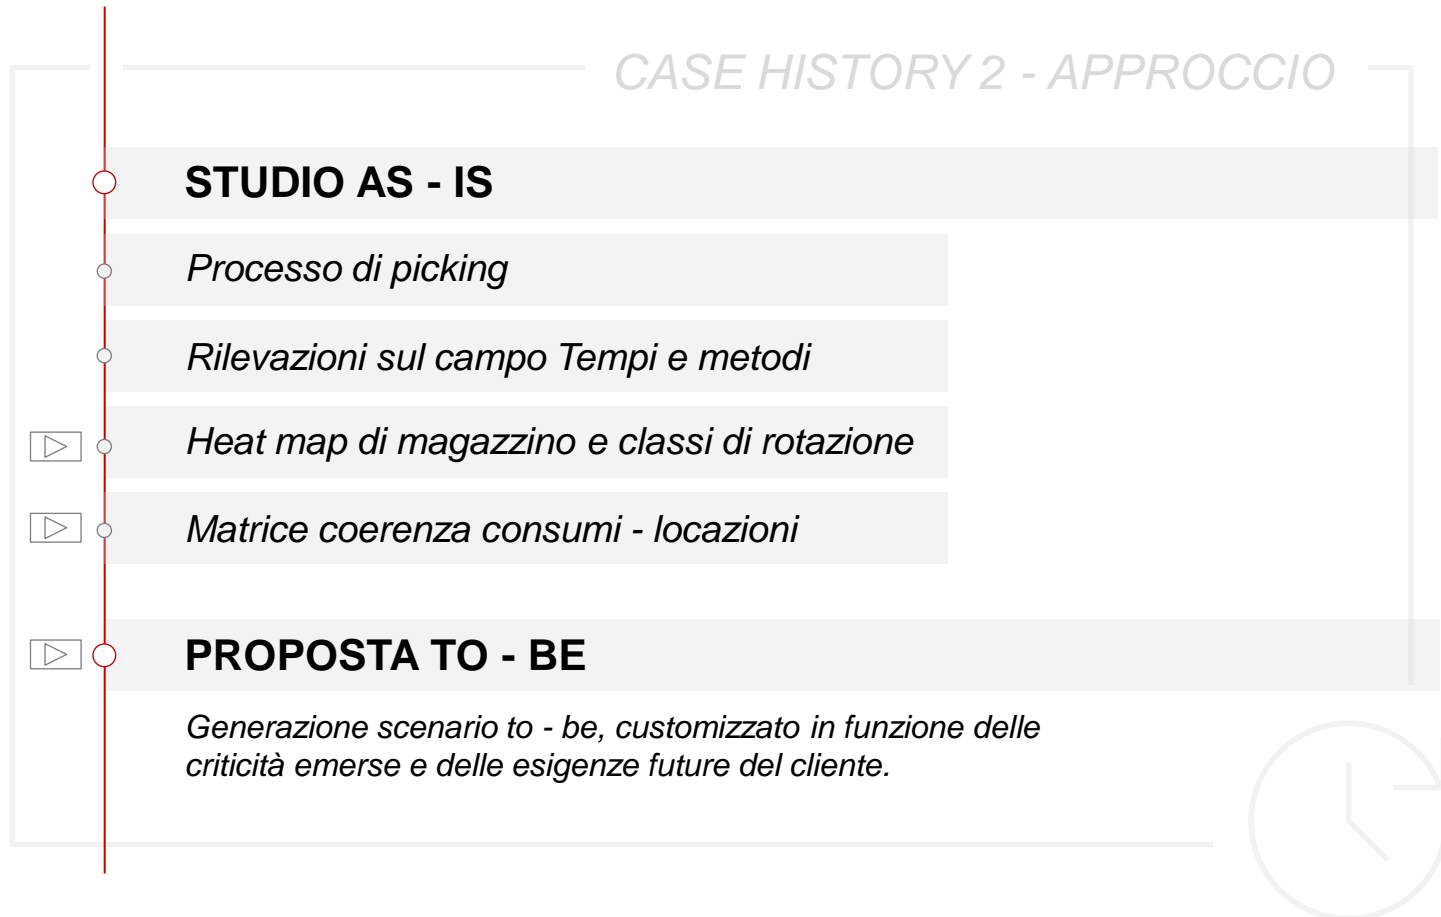 CASE HISTORY 2 - APPROCCIO
STUDIO AS - IS
Processo di picking
Rilevazioni sul campo Tempi e metodi
Heat map di magazzino e classi di rotazione
Matrice coerenza consumi - locazioni
PROPOSTA TO - BE
Generazione scenario to - be, customizzato in funzione delle
criticità emerse e delle esigenze future del cliente.